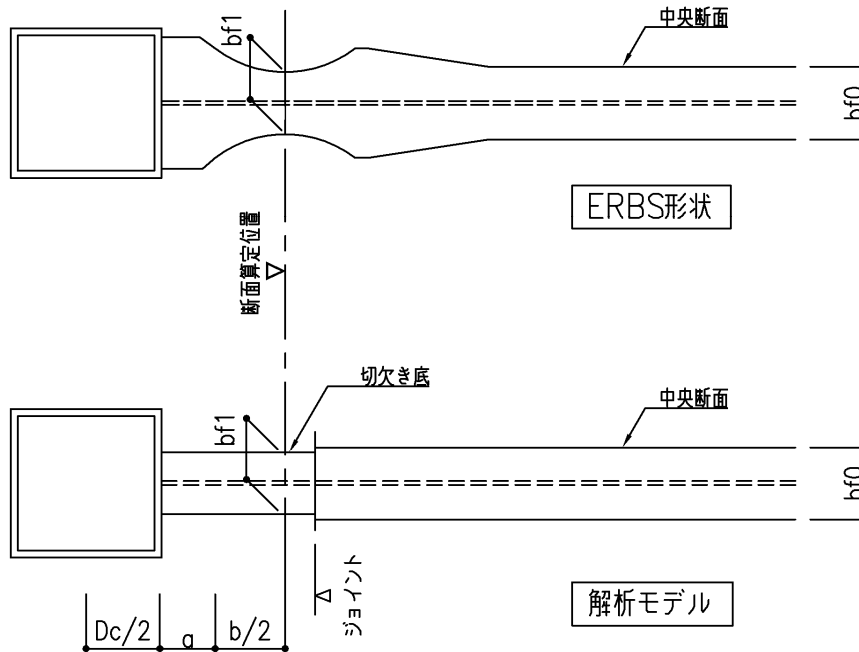 bf1
中央断面
bf0
ERBS形状
断面算定位置
切欠き底
bf1
中央断面
bf0
ジョイント
解析モデル
Dc/2
a
b/2